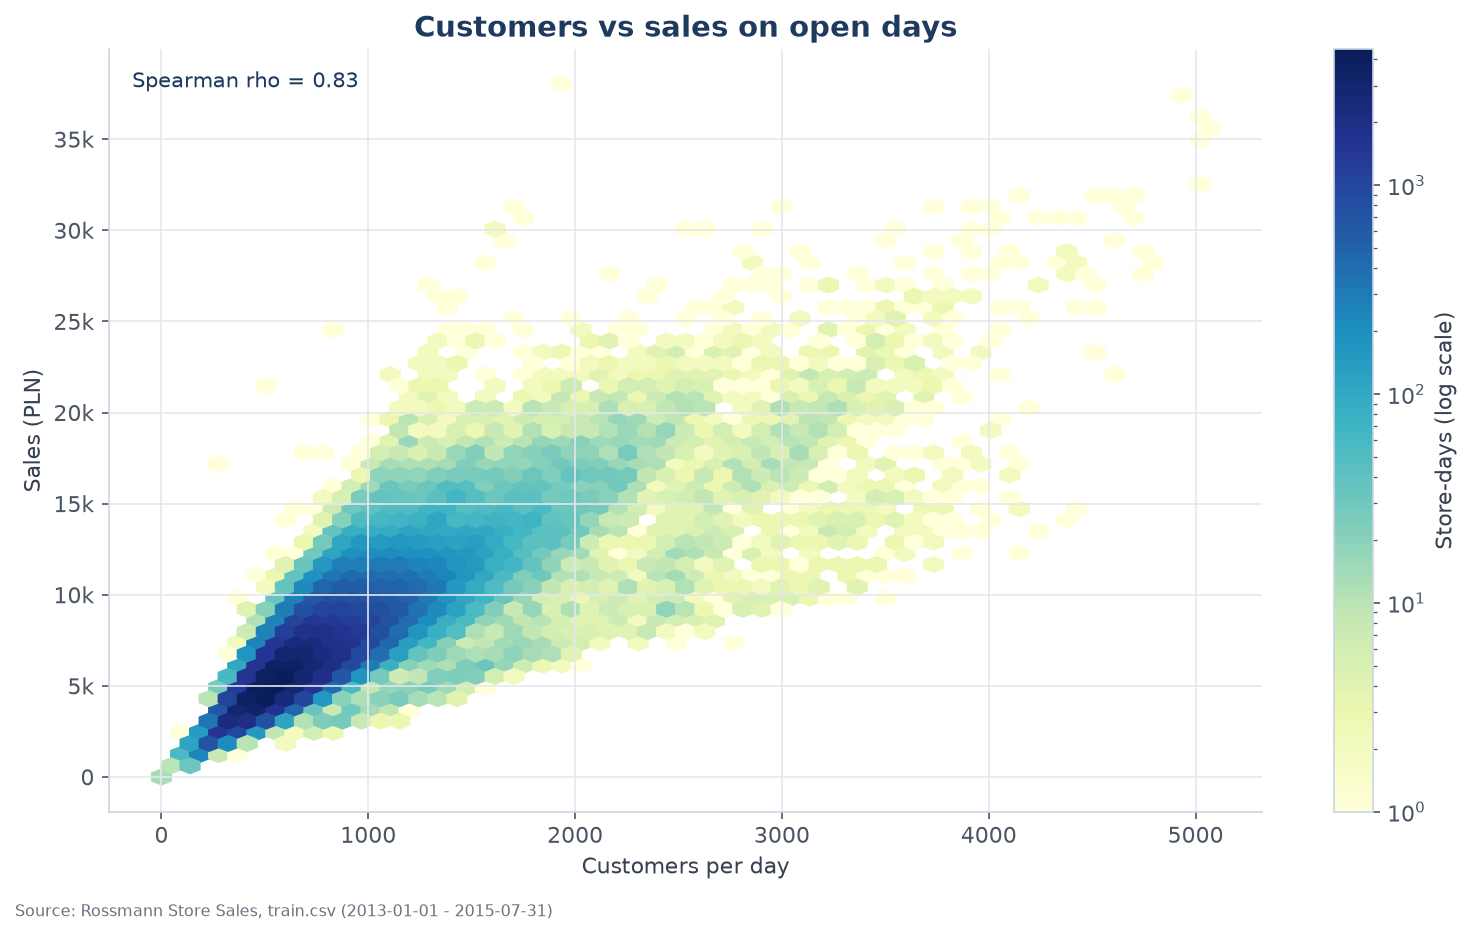 Customers vs sales on open days
Spearman rho = 0.83
35k
30k
25k
20k
15k
10k
5k
0
Sales (PLN)
0 1000 2000 3000 4000 5000
Customers per day
10³
10²
10¹
10⁰
Store-days (log scale)
Source: Rossmann Store Sales, train.csv (2013-01-01 - 2015-07-31)